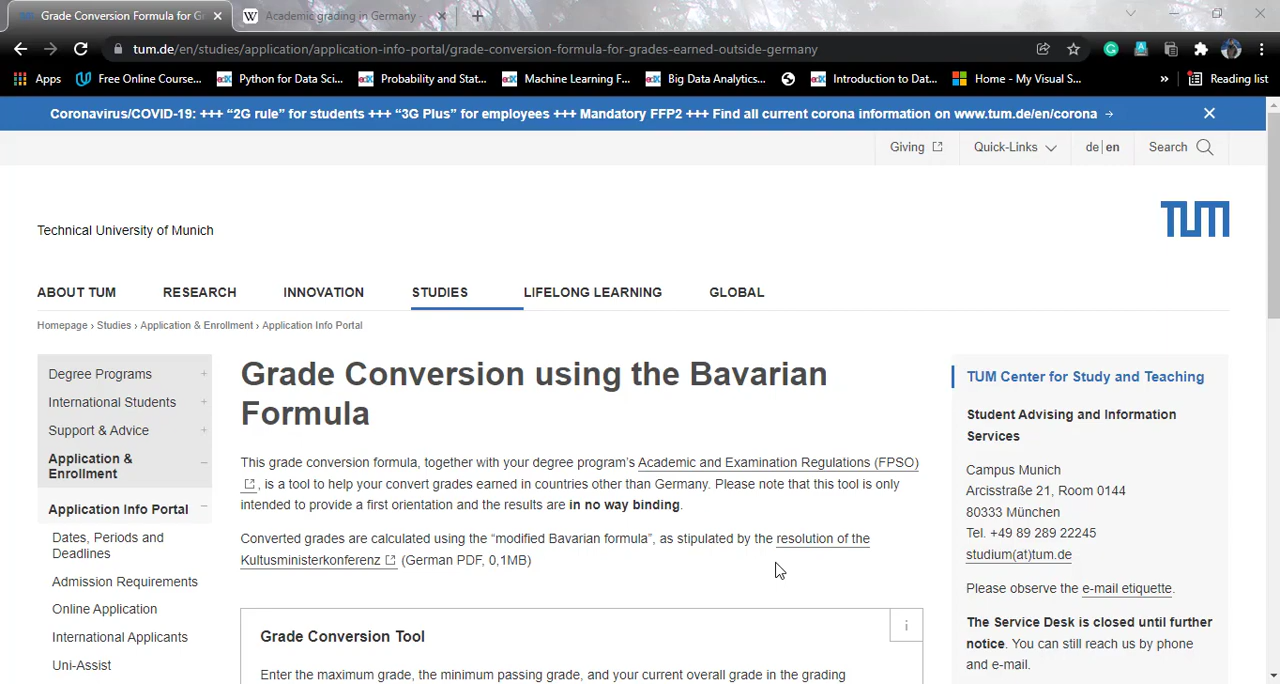 Grade Conversion Formula for Gr
Academic grading in Germany -
tum.de/en/studies/application/application-info-portal/grade-conversion-formula-for-grades-earned-outside-germany
Apps
Free Online Course...
Python for Data Sci...
Probability and Stat...
Machine Learning F...
Big Data Analytics...
Introduction to Dat...
Home - My Visual S...
»
Reading list
Coronavirus/COVID-19: +++ “2G rule” for students +++ “3G Plus” for employees +++ Mandatory FFP2 +++ Find all current corona information on www.tum.de/en/corona →
Giving
Quick-Links
de|en
Search
Technical University of Munich
TUM
ABOUT TUM
RESEARCH
INNOVATION
STUDIES
LIFELONG LEARNING
GLOBAL
Homepage › Studies › Application & Enrollment › Application Info Portal
Degree Programs +
International Students +
Support & Advice +
Application &
Enrollment −
Application Info Portal −
Dates, Periods and
Deadlines
Admission Requirements
Online Application
International Applicants
Uni-Assist
Grade Conversion using the Bavarian
Formula
This grade conversion formula, together with your degree program’s Academic and Examination Regulations (FPSO)
, is a tool to help your convert grades earned in countries other than Germany. Please note that this tool is only
intended to provide a first orientation and the results are in no way binding.
Converted grades are calculated using the “modified Bavarian formula”, as stipulated by the resolution of the
Kultusministerkonferenz (German PDF, 0,1MB)
i
Grade Conversion Tool
Enter the maximum grade, the minimum passing grade, and your current overall grade in the grading
TUM Center for Study and Teaching
Student Advising and Information
Services
Campus Munich
Arcisstraße 21, Room 0144
80333 München
Tel. +49 89 289 22245
studium(at)tum.de
Please observe the e-mail etiquette.
The Service Desk is closed until further
notice. You can still reach us by phone
and e-mail.